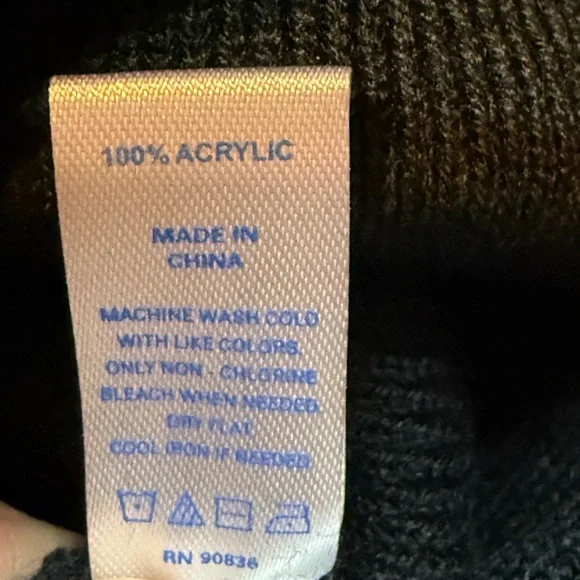 100% ACRYLIC
MADE IN
CHINA
MACHINE WASH COLD
WITH LIKE COLORS.
ONLY NON - CHLORINE
BLEACH WHEN NEEDED.
DRY FLAT.
COOL IRON IF NEEDED.
RN 90836